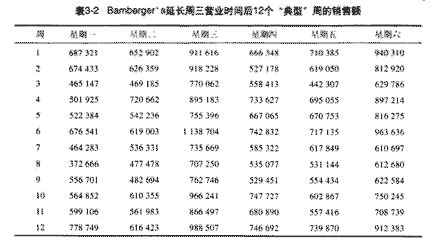 表3-2 Bamberger's延长周三营业时间后12个“典型”周的销售额
周 星期一 星期二 星期三 星期四 星期五 星期六
1 687 321 652 902 911 616 666 348 710 385 940 310
2 674 433 626 359 918 228 527 178 619 050 812 920
3 465 147 469 185 770 062 558 413 442 307 629 786
4 501 925 720 662 895 183 733 627 695 055 897 214
5 522 384 542 236 755 396 667 065 670 753 816 275
6 676 541 619 003 1 138 704 742 832 717 135 963 636
7 464 283 536 331 735 669 585 322 617 849 610 697
8 372 666 477 478 707 250 535 077 531 144 612 680
9 556 701 482 694 762 746 529 451 554 434 622 584
10 564 852 610 355 966 241 747 727 602 867 750 245
11 599 106 561 983 866 497 680 890 557 416 708 739
12 778 749 616 423 988 507 746 692 739 870 912 383